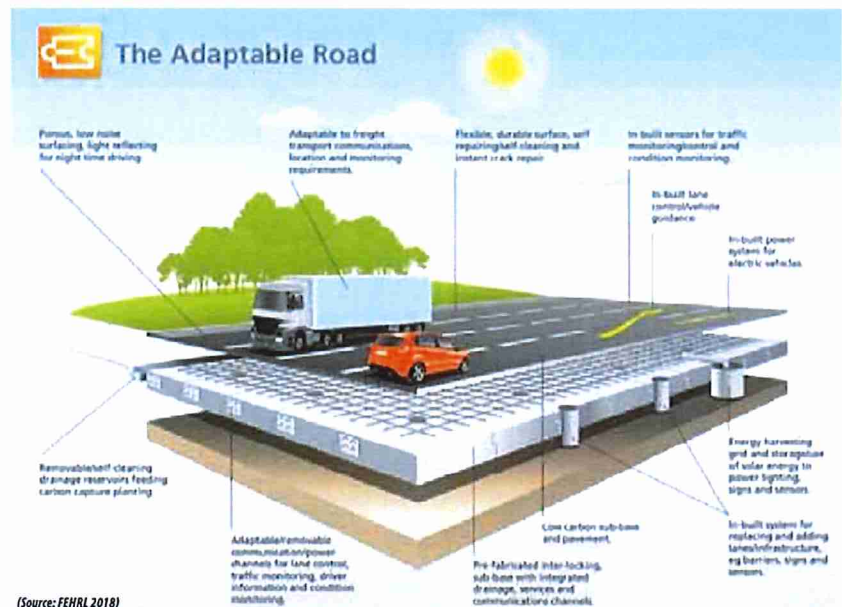 The Adaptable Road
Porous, low noise
surfacing, light reflecting
for night time driving
Adaptable to freight
transport communications,
location and monitoring
requirements.
Flexible, durable surface, self
repairing/self cleaning and
instant crack repair
In built sensors for traffic
monitoring/control and
condition monitoring.
In-built lane
control/vehicle
guidance
In-built power
system for
electric vehicles
Removable/self-cleaning
drainage reservoirs feeding
carbon capture planting
Adaptable/removable
communication/power
channels for lane control,
traffic monitoring, driver
information and condition
monitoring.
Pre-fabricated inter-locking,
sub-base with integrated
drainage, services and
communications channels.
Low carbon sub-base
and pavement.
Energy harvesting
grid and storage/use
of solar energy to
power lighting,
signs and sensors
In-built system for
replacing and adding
lanes/infrastructure,
eg barriers, signs and
sensors.
(Source: FEHRL 2018)